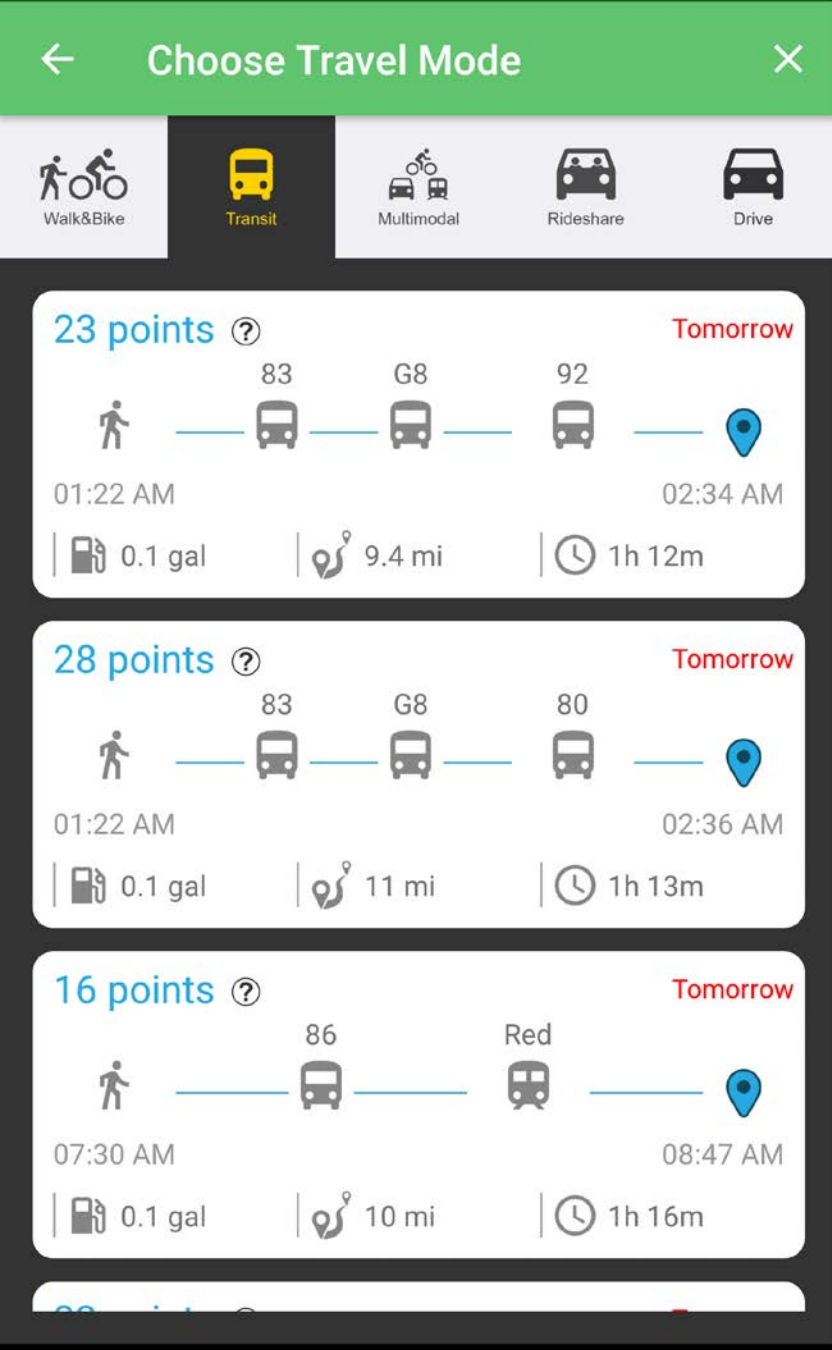 Choose Travel Mode
Walk&Bike Transit Multimodal Rideshare Drive
23 points ? Tomorrow
83 G8 92
01:22 AM 02:34 AM
0.1 gal 9.4 mi 1h 12m
28 points ? Tomorrow
83 G8 80
01:22 AM 02:36 AM
0.1 gal 11 mi 1h 13m
16 points ? Tomorrow
86 Red
07:30 AM 08:47 AM
0.1 gal 10 mi 1h 16m